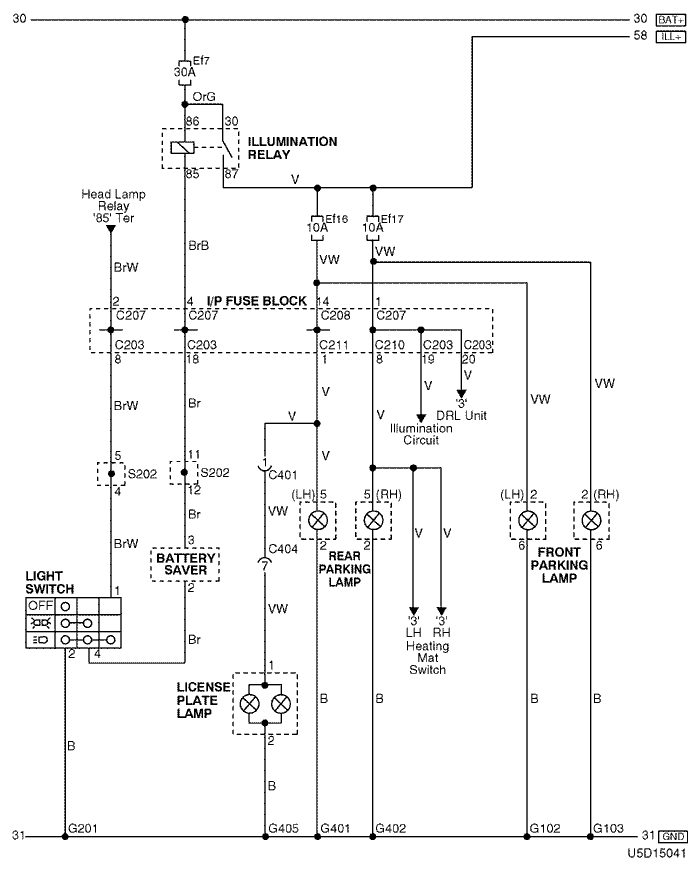 30
30 BAT+
58 ILL+
Ef7
30A
OrG
86 30
ILLUMINATION
RELAY
85 87
V
Head Lamp
Relay
'85' Ter
Ef16
10A
Ef17
10A
BrB
VW
VW
BrW
2 4 I/P FUSE BLOCK 14 1
C207 C207 C208 C207
C203 C203 C211 C210 C203 C203
8 18 1 8 19 20
V
V
V
DRL Unit
'3'
Illumination
Circuit
VW
VW
BrW
Br
V
V
V
5
S202
4
11
S202
12
1
C401
(LH) 5
5 (RH)
(LH) 2
2 (RH)
VW
Br
V
V
BrW
3
BATTERY
SAVER
2
C404
7
2
2
REAR
PARKING
LAMP
6
6
FRONT
PARKING
LAMP
LIGHT
SWITCH
1
OFF
VW
'3' '3'
LH RH
Heating
Mat
Switch
Br
2 4
1
LICENSE
PLATE
LAMP
2
B
B
B
B
B
B
31
G201
G405
G401
G402
G102
G103
31 GND
U5D15041